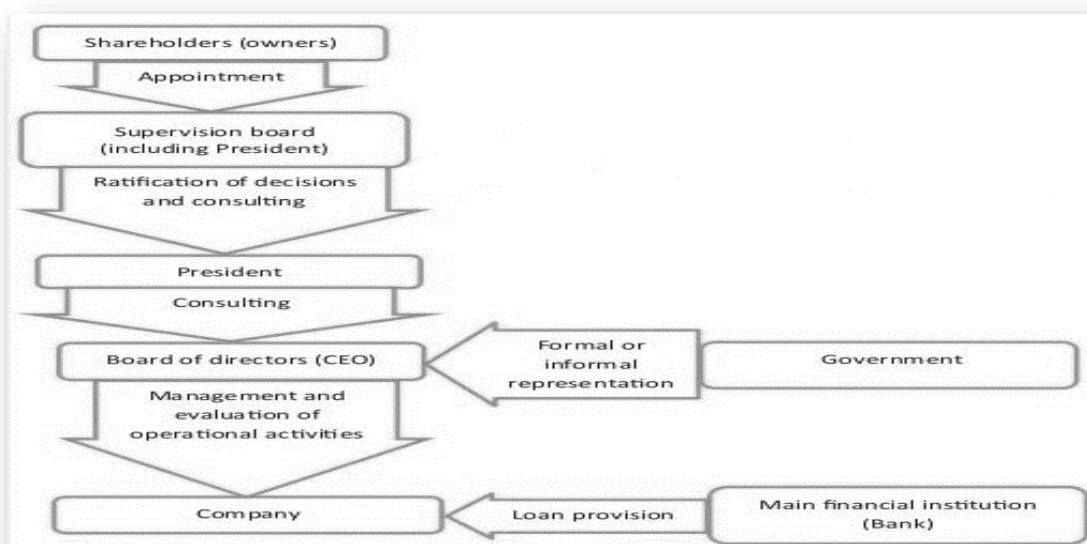 Shareholders (owners)
Appointment
Supervision board
(including President)
Ratification of decisions
and consulting
President
Consulting
Board of directors (CEO)
Formal or
informal
representation
Government
Management and
evaluation of
operational activities
Company
Loan provision
Main financial institution
(Bank)